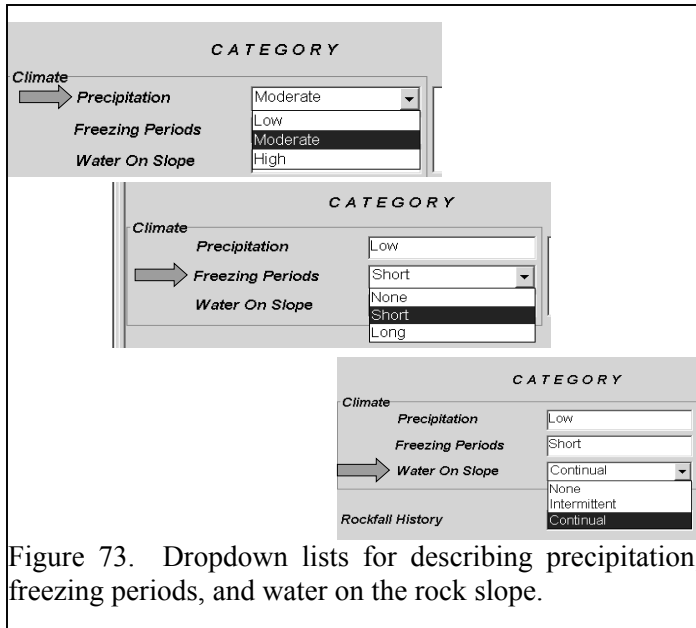 CATEGORY
Climate
Precipitation Moderate
Low
Freezing Periods
Moderate
Water On Slope High
CATEGORY
Climate
Precipitation Low
Freezing Periods Short
None
Water On Slope
Short
Long
CATEGORY
Climate
Precipitation Low
Freezing Periods Short
Water On Slope Continual
None
Intermittent
Rockfall History Continual
Figure 73. Dropdown lists for describing precipitation
freezing periods, and water on the rock slope.